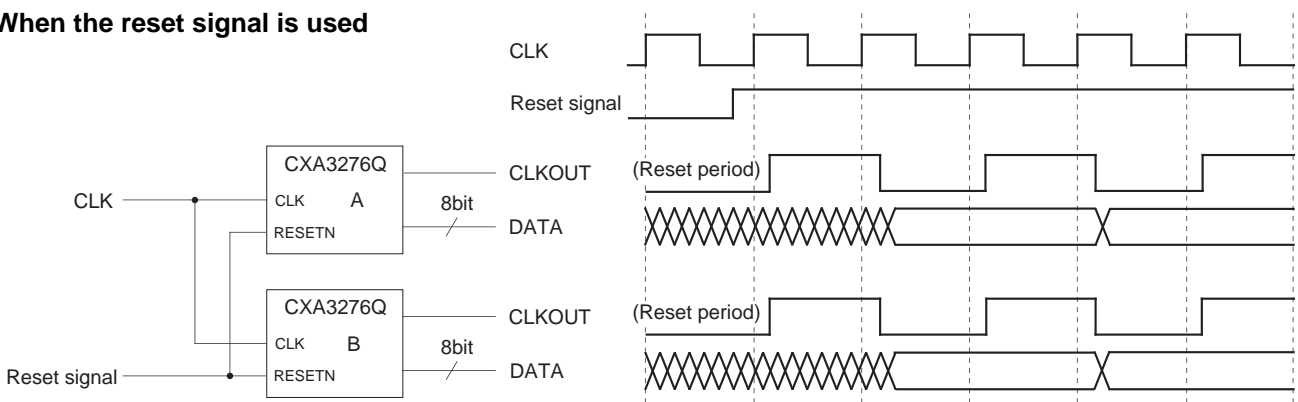 When the reset signal is used
CLK
Reset signal
CXA3276Q
CLK A
RESETN
CLK
8bit
CLKOUT
DATA
(Reset period)
CXA3276Q
CLK B
RESETN
Reset signal
8bit
CLKOUT
DATA
(Reset period)